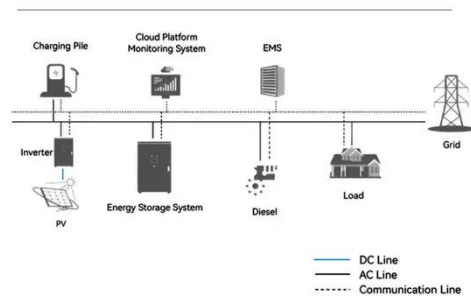 Charging Pile
Cloud Platform
Monitoring System
EMS
Grid
Inverter
PV
Energy Storage System
Diesel
Load
DC Line
AC Line
Communication Line